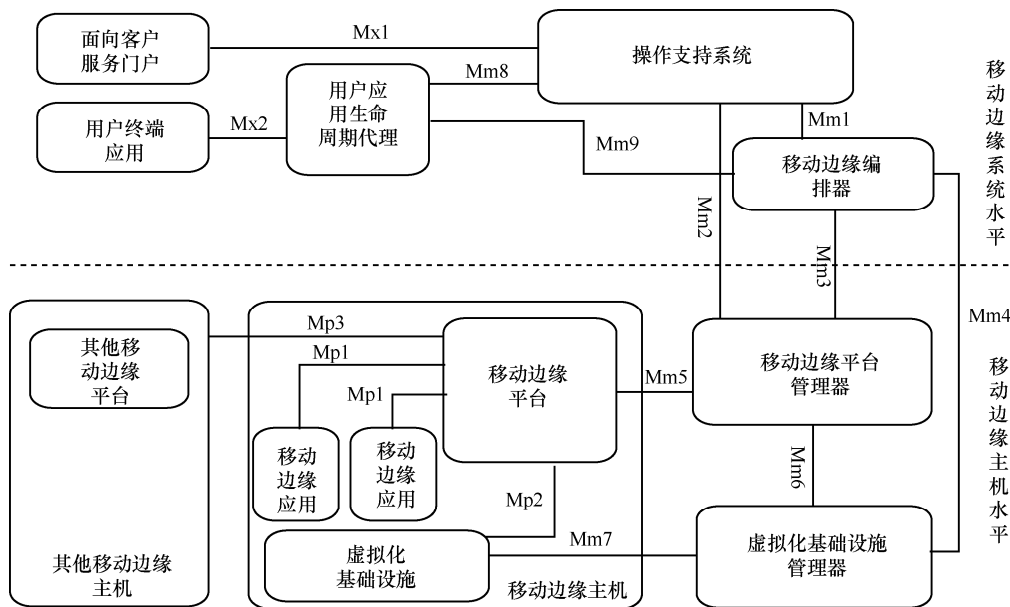 面向客户
服务门户
Mx1
操作支持系统
用户终端
应用
Mx2
用户应
用生命
周期代理
Mm8
Mm9
Mm1
移动边缘编
排器
Mm2
Mm3
移动边缘系统水平
Mm4
其他移
动边缘
平台
其他移动边缘
主机
Mp3
Mp1
Mp1
移动边缘
平台
移动
边缘
应用
移动
边缘
应用
Mp2
虚拟化
基础设施
移动边缘主机
Mm5
移动边缘平台
管理器
Mm6
Mm7
虚拟化基础设施
管理器
移动边缘主机水平